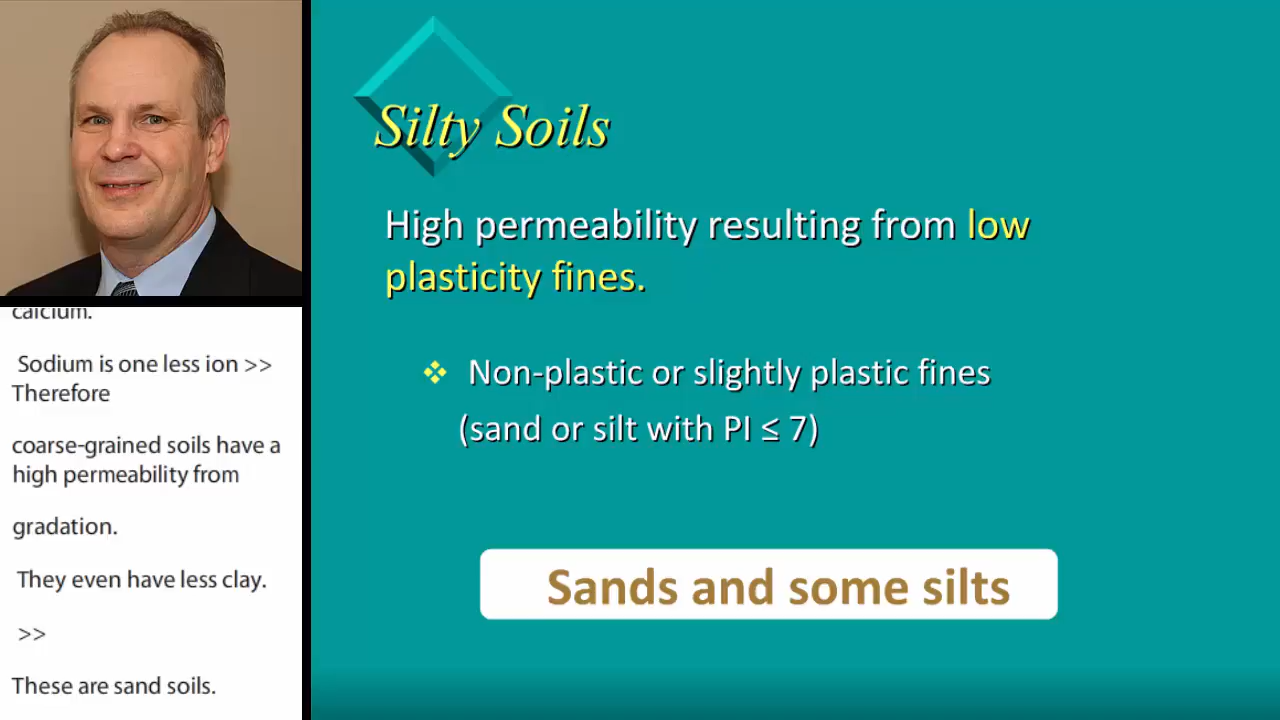 Silty Soils
High permeability resulting from low
plasticity fines.
❖ Non-plastic or slightly plastic fines
(sand or silt with PI ≤ 7)
Sands and some silts
calcium.
Sodium is one less ion >>
Therefore
coarse-grained soils have a
high permeability from
gradation.
They even have less clay.
>>
These are sand soils.